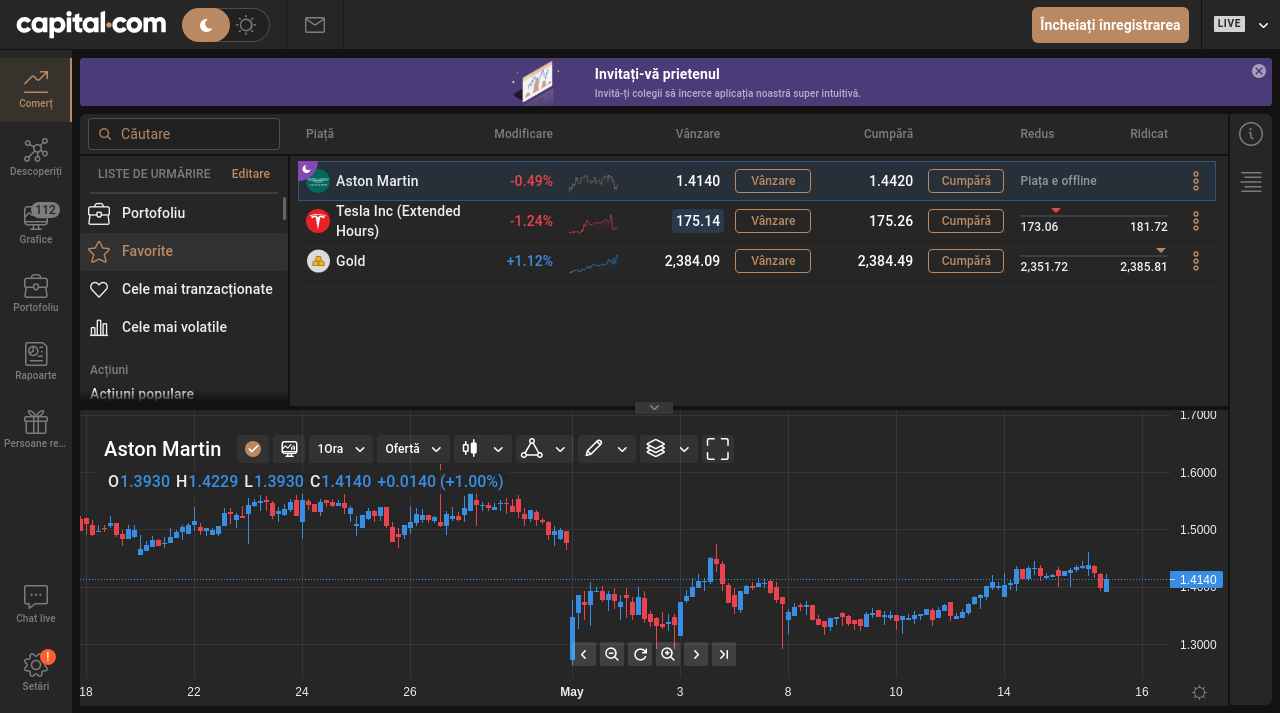 capital.com
Încheiați înregistrarea
LIVE
Invitați-vă prietenul
Invită-ți colegii să încerce aplicația noastră super intuitivă.
Comerț
Descoperiți
112
Grafice
Portofoliu
Rapoarte
Persoane re...
Chat live
!
Setări
Căutare
LISTE DE URMĂRIRE Editare
Portofoliu
Favorite
Cele mai tranzacționate
Cele mai volatile
Acțiuni
Acțiuni populare
Piață Modificare Vânzare Cumpără Redus Ridicat
Aston Martin -0.49% 1.4140 Vânzare 1.4420 Cumpără Piața e offline
Tesla Inc (Extended
Hours) -1.24% 175.14 Vânzare 175.26 Cumpără 173.06 181.72
Gold +1.12% 2,384.09 Vânzare 2,384.49 Cumpără 2,351.72 2,385.81
Aston Martin 1Ora Ofertă
O1.3930 H1.4229 L1.3930 C1.4140 +0.0140 (+1.00%)
1.7000
1.6000
1.5000
1.4140
1.4000
1.3000
18 22 24 26 May 3 8 10 14 16